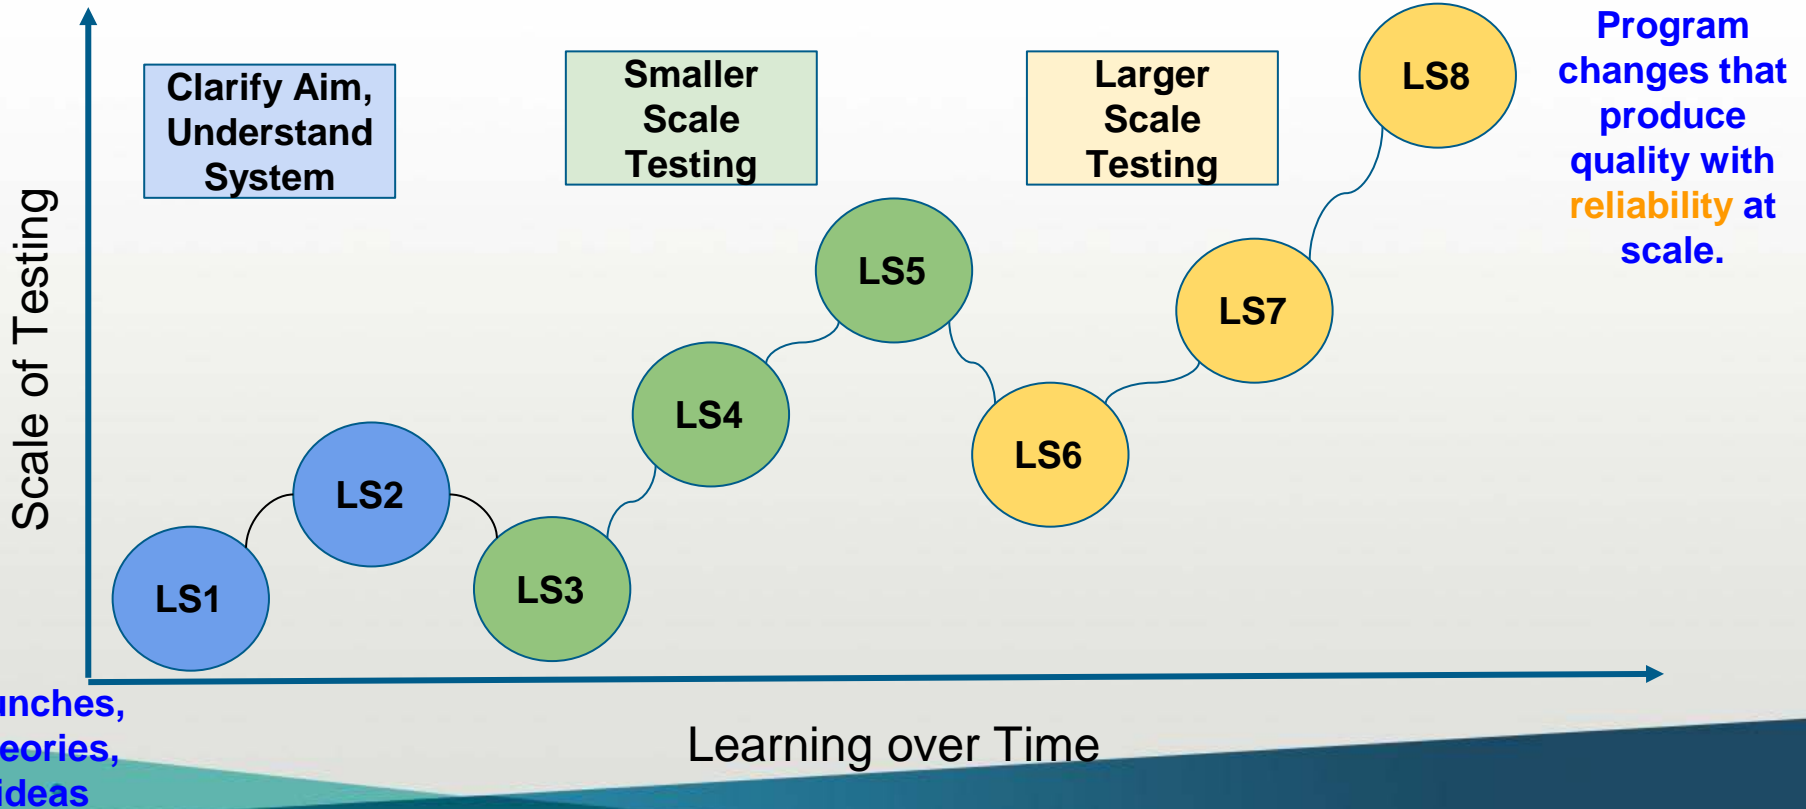 Clarify Aim,
Understand
System
Smaller
Scale
Testing
Larger
Scale
Testing
LS8
Program
changes that
produce
quality with
reliability at
scale.
Scale of Testing
LS5
LS7
LS4
LS6
LS2
LS3
LS1
Learning over Time
ideas